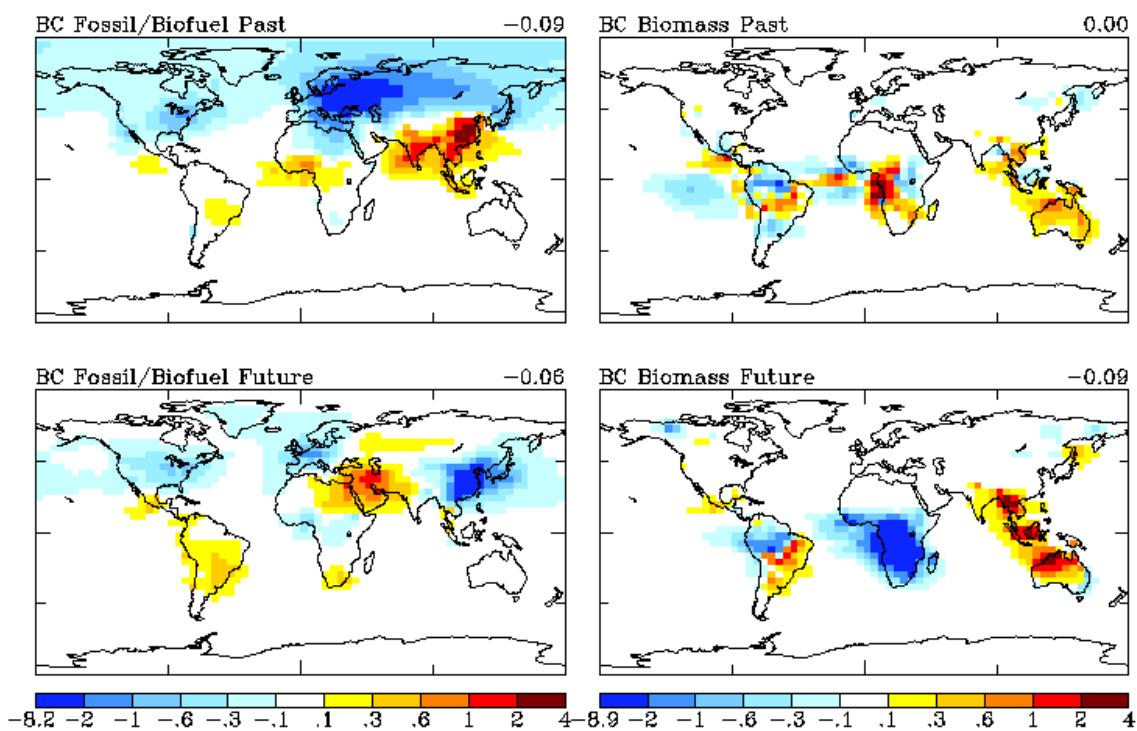 BC Fossil/Biofuel Past -0.09
BC Biomass Past 0.00
BC Fossil/Biofuel Future -0.06
BC Biomass Future -0.09
-8.2 -2 -1 -.6 -.3 -.1 .1 .3 .6 1 2 4
-8.9 -2 -1 -.6 -.3 -.1 .1 .3 .6 1 2 4